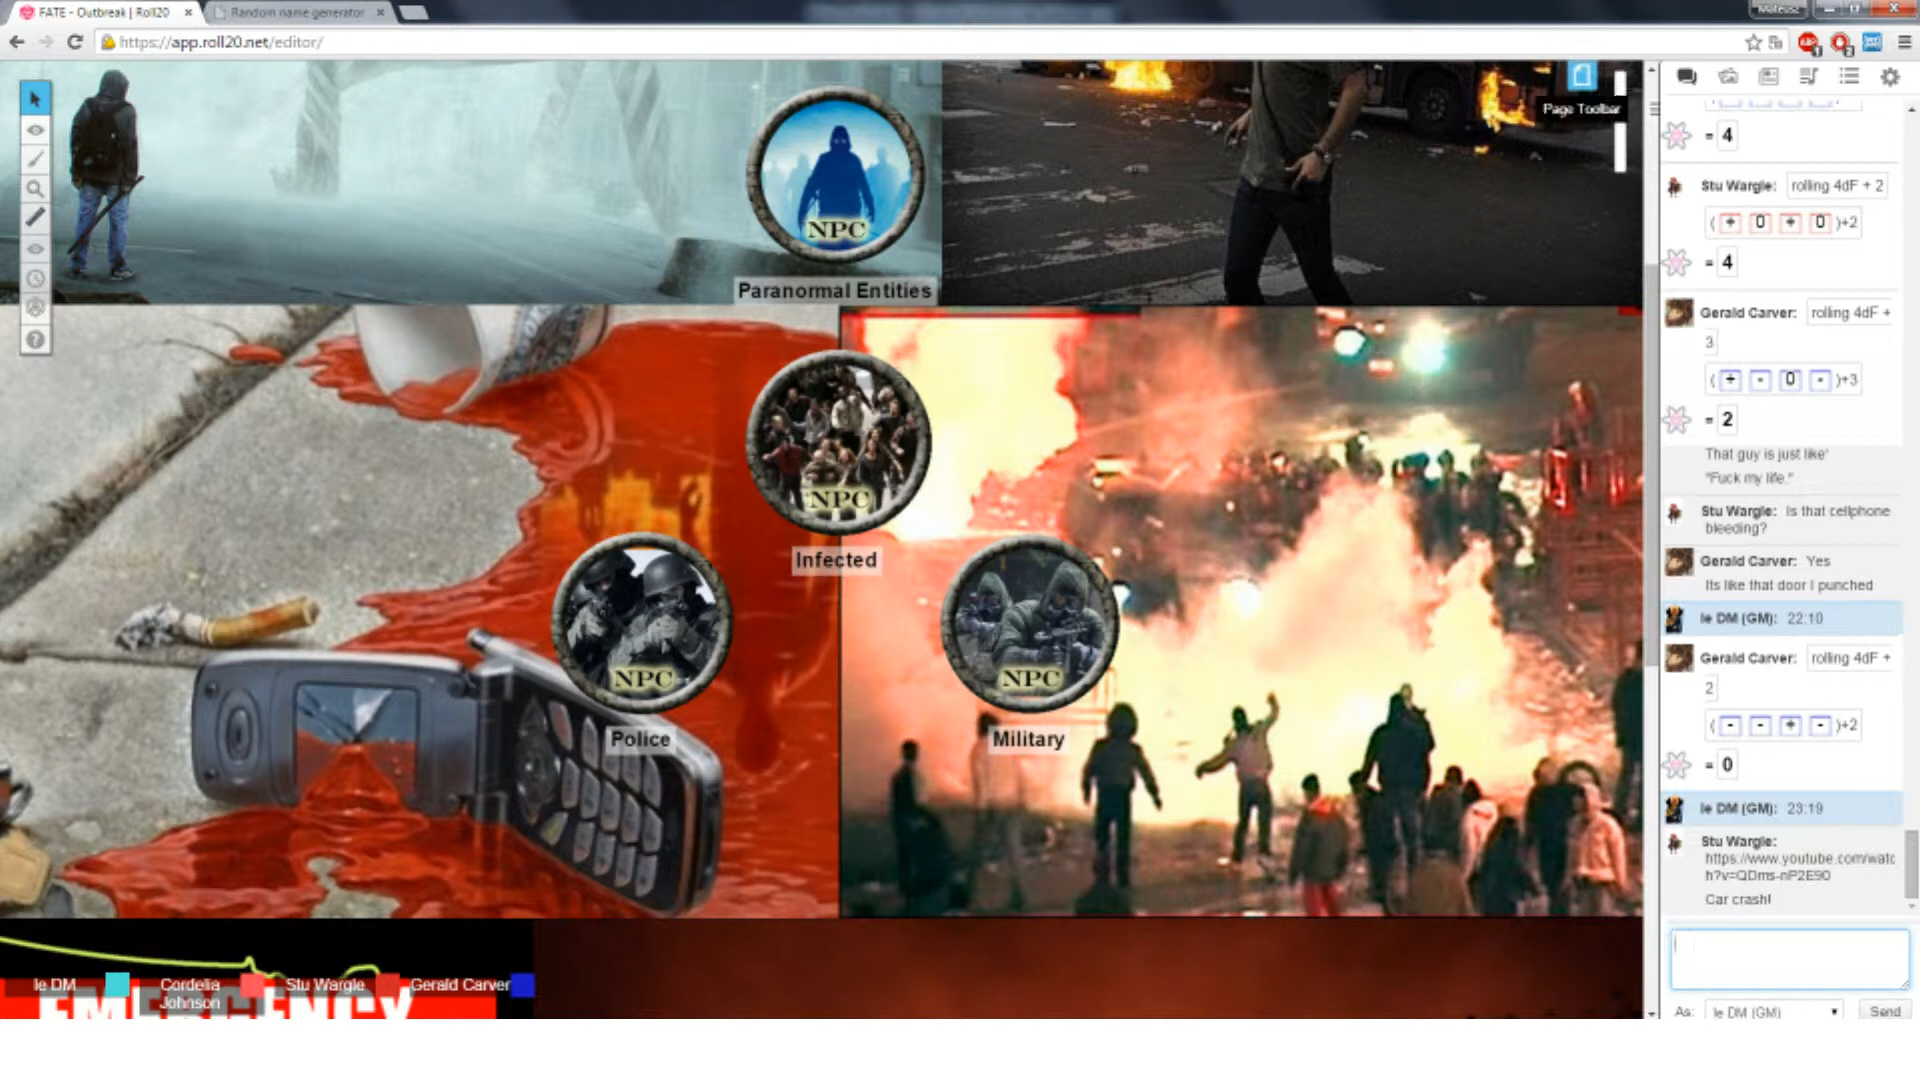 FATE - Outbreak | Roll20
Random name generator
Mateusz
https://app.roll20.net/editor/
ABP
Page Toolbar
NPC
Paranormal Entities
NPC
Infected
NPC
Police
NPC
Military
le DM
Cordelia
Johnson
Stu Wargle
Gerald Carver
EMERGENCY
= 4
Stu Wargle: rolling 4dF + 2
( + 0 + 0 )+2
= 4
Gerald Carver: rolling 4dF +
3
( + - 0 - )+3
= 2
That guy is just like'
"Fuck my life."
Stu Wargle: Is that cellphone
bleeding?
Gerald Carver: Yes
Its like that door I punched
le DM (GM): 22:10
Gerald Carver: rolling 4dF +
2
( - - + - )+2
= 0
le DM (GM): 23:19
Stu Wargle:
https://www.youtube.com/watc
h?v=QDms-nP2E90
Car crash!
As: le DM (GM)
Send